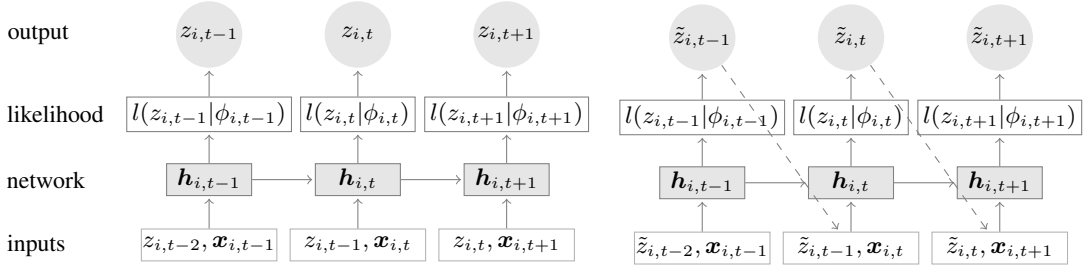 output z_{i,t−1} z_{i,t} z_{i,t+1} z̃_{i,t−1} z̃_{i,t} z̃_{i,t+1}
likelihood l(z_{i,t−1}|ϕ_{i,t−1}) l(z_{i,t}|ϕ_{i,t}) l(z_{i,t+1}|ϕ_{i,t+1}) l(z_{i,t−1}|ϕ_{i,t−1}) l(z_{i,t}|ϕ_{i,t}) l(z_{i,t+1}|ϕ_{i,t+1})
network h_{i,t−1} h_{i,t} h_{i,t+1} h_{i,t−1} h_{i,t} h_{i,t+1}
inputs z_{i,t−2}, x_{i,t−1} z_{i,t−1}, x_{i,t} z_{i,t}, x_{i,t+1} z̃_{i,t−2}, x_{i,t−1} z̃_{i,t−1}, x_{i,t} z̃_{i,t}, x_{i,t+1}